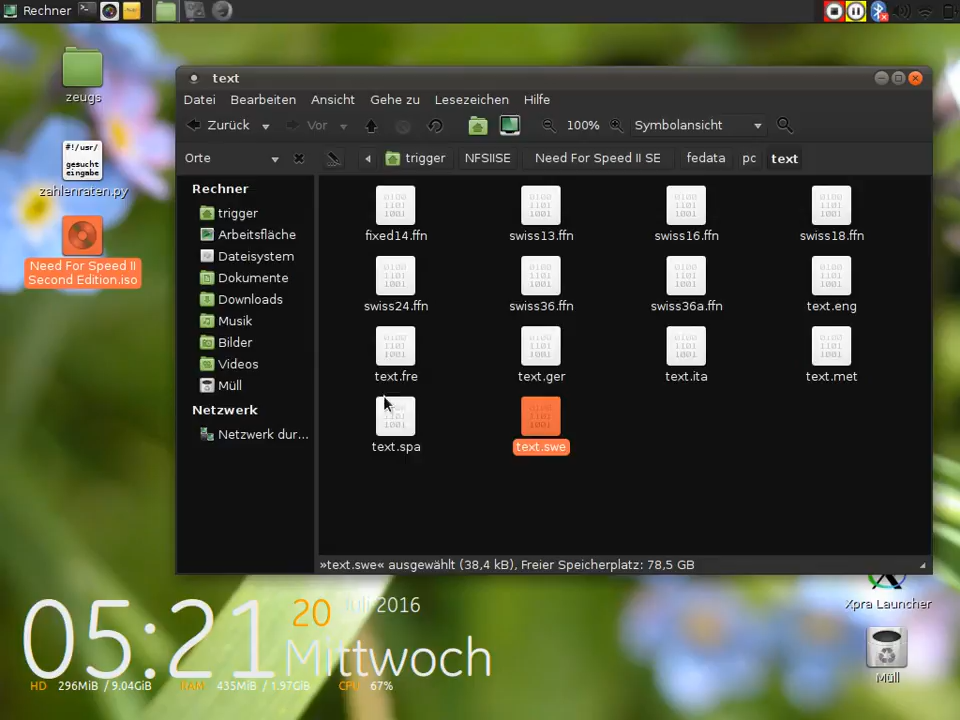 Rechner
zeugs
#!/usr/
gesucht
eingabe
zahlenraten.py
Need For Speed II
Second Edition.iso
text
Datei Bearbeiten Ansicht Gehe zu Lesezeichen Hilfe
Zurück Vor 100% Symbolansicht
Orte trigger NFSIISE Need For Speed II SE fedata pc text
Rechner
trigger
Arbeitsfläche
Dateisystem
Dokumente
Downloads
Musik
Bilder
Videos
Müll
Netzwerk
Netzwerk dur...
fixed14.ffn swiss13.ffn swiss16.ffn swiss18.ffn
swiss24.ffn swiss36.ffn swiss36a.ffn text.eng
text.fre text.ger text.ita text.met
text.spa text.swe
»text.swe« ausgewählt (38,4 kB), Freier Speicherplatz: 78,5 GB
Xpra Launcher
Müll
05:21
20 Juli 2016
Mittwoch
HD 296MiB / 9.04GiB RAM 435MiB / 1.97GiB CPU 67%